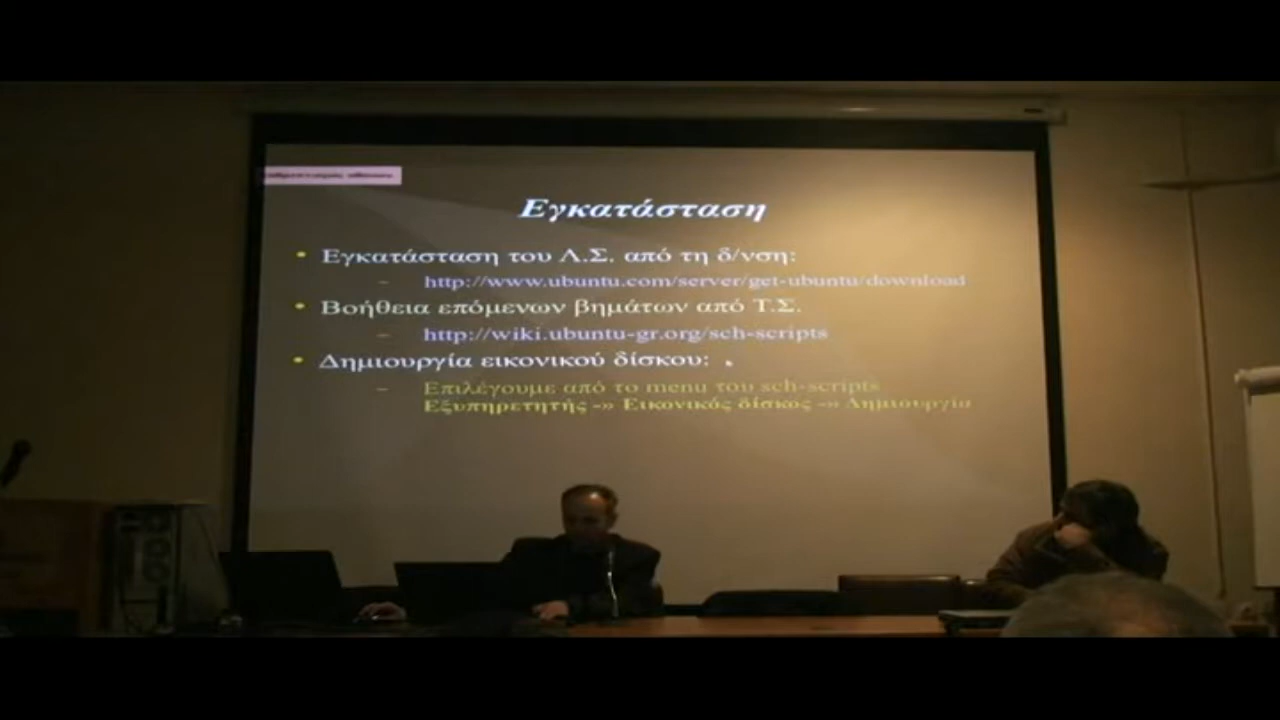 Εγκατάσταση
• Εγκατάσταση του Λ.Σ. από τη δ/νση:
– http://www.ubuntu.com/server/get-ubuntu/download
• Βοήθεια επόμενων βημάτων από Τ.Σ.
– http://wiki.ubuntu-gr.org/sch-scripts
• Δημιουργία εικονικού δίσκου:
– Επιλέγουμε από το menu του sch-scripts
Εξυπηρετητής -» Εικονικός δίσκος -» Δημιουργία